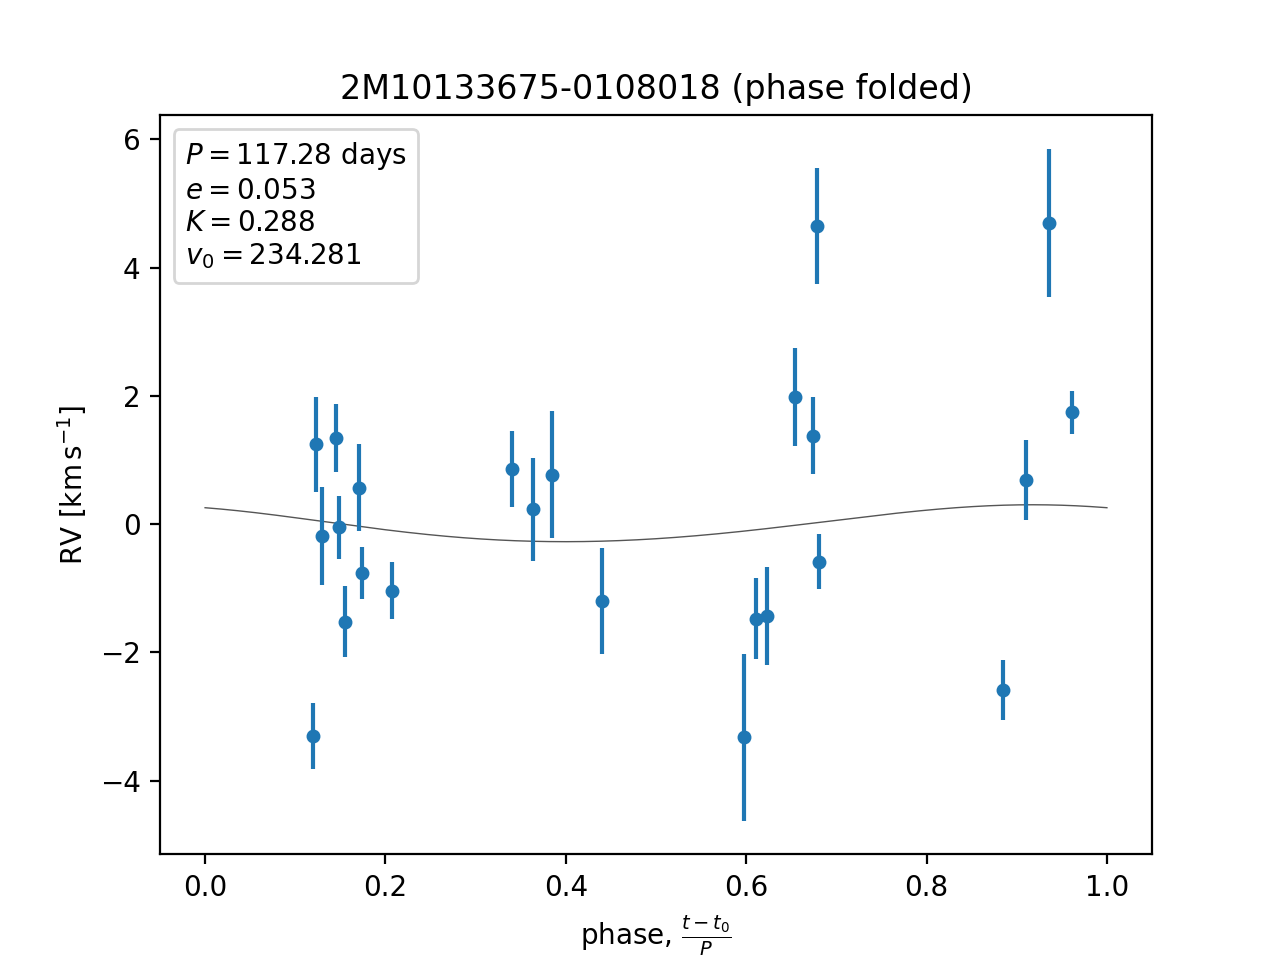 2M10133675-0108018 (phase folded)
P = 117.28 days
e = 0.053
K = 0.288
v₀ = 234.281
6
4
2
0
−2
−4
RV [km s⁻¹]
0.0 0.2 0.4 0.6 0.8 1.0
phase, (t − t₀)/P